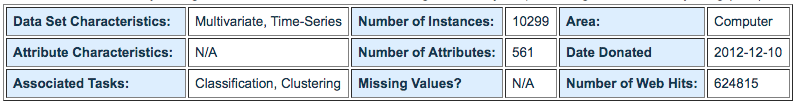 Data Set Characteristics: Multivariate, Time-Series Number of Instances: 10299 Area: Computer
Attribute Characteristics: N/A Number of Attributes: 561 Date Donated 2012-12-10
Associated Tasks: Classification, Clustering Missing Values? N/A Number of Web Hits: 624815